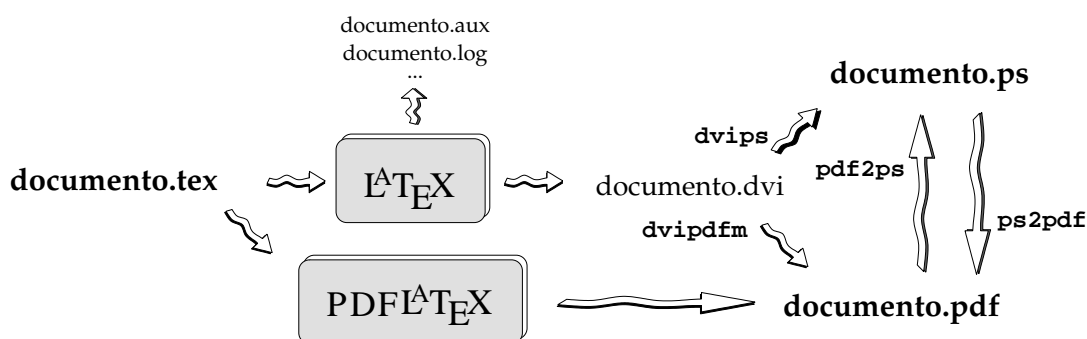 documento.aux
documento.log
...
documento.ps
dvips
documento.tex
LATEX
documento.dvi
pdf2ps
ps2pdf
dvipdfm
PDFLATEX
documento.pdf